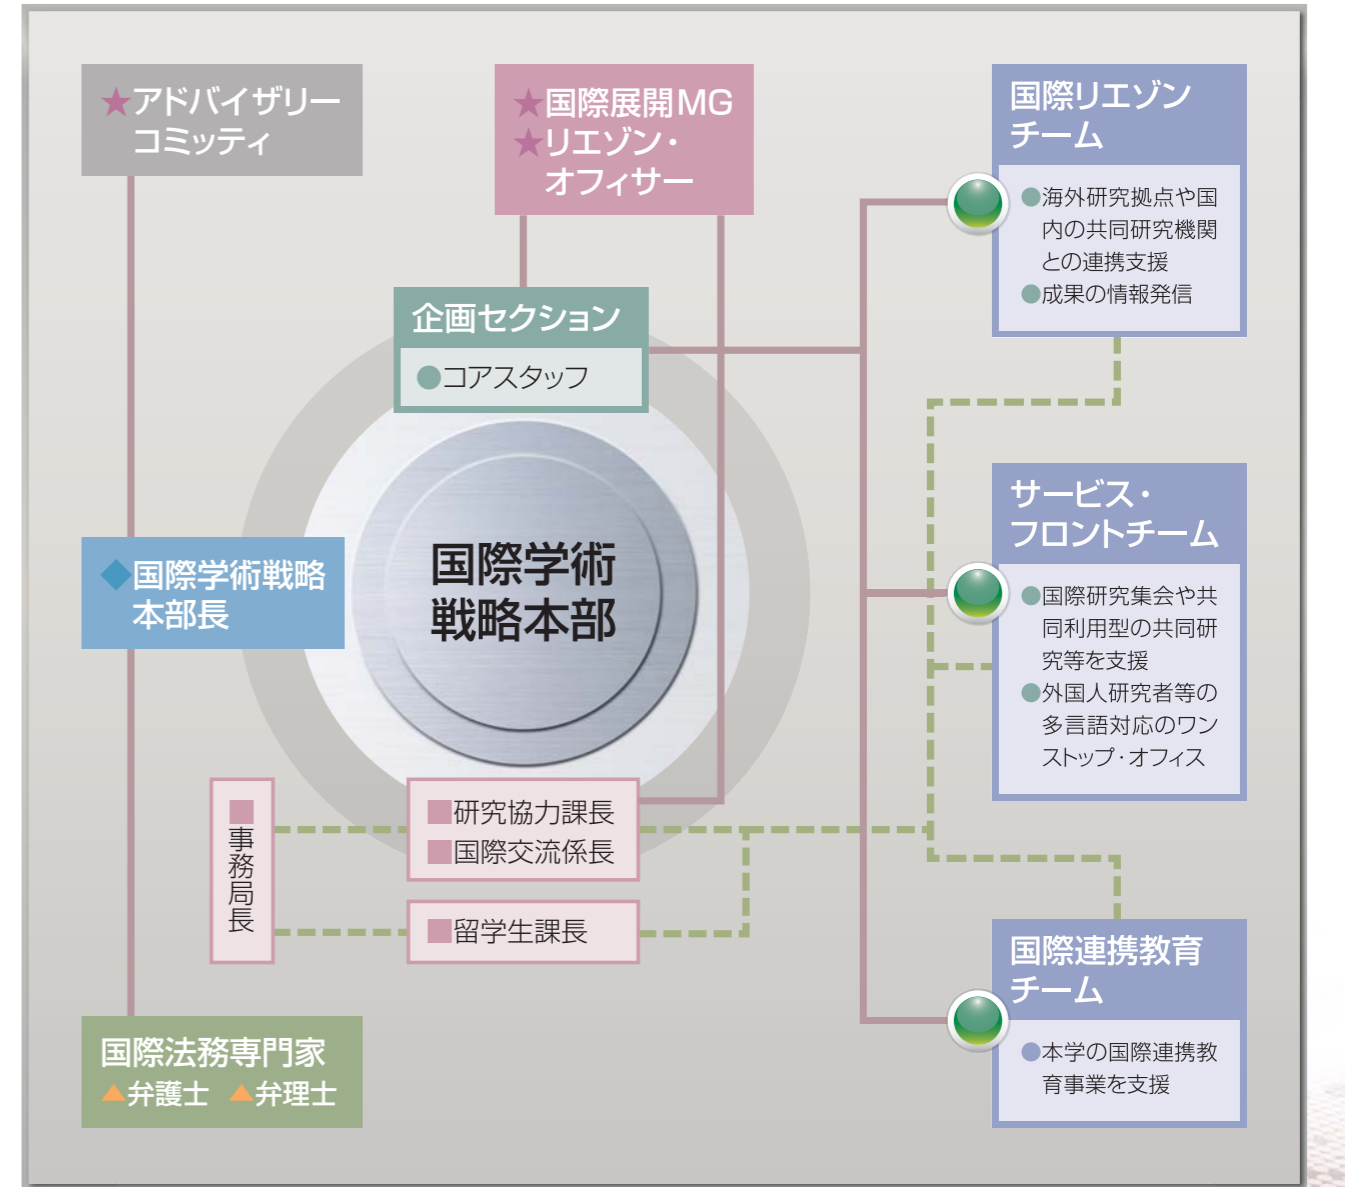 ★アドバイザリー
コミッティ
★国際展開MG
★リエゾン・
オフィサー
国際リエゾン
チーム
●海外研究拠点や国
内の共同研究機関
との連携支援
●成果の情報発信
企画セクション
●コアスタッフ
サービス・
フロントチーム
●国際研究集会や共
同利用型の共同研
究等を支援
●外国人研究者等の
多言語対応のワン
ストップ・オフィス
◆国際学術戦略
本部長
国際学術
戦略本部
■事務局長
■研究協力課長
■国際交流係長
■留学生課長
国際連携教育
チーム
●本学の国際連携教
育事業を支援
国際法務専門家
▲弁護士 ▲弁理士